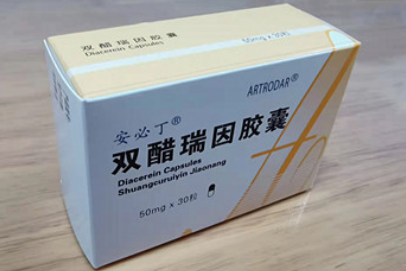 双醋瑞因胶囊
Diacerein Capsules
50mg x 30粒
ARTRODAR®
安必丁®
双醋瑞因胶囊
Diacerein Capsules
Shuangcuruiyin Jiaonang
50mg x 30粒